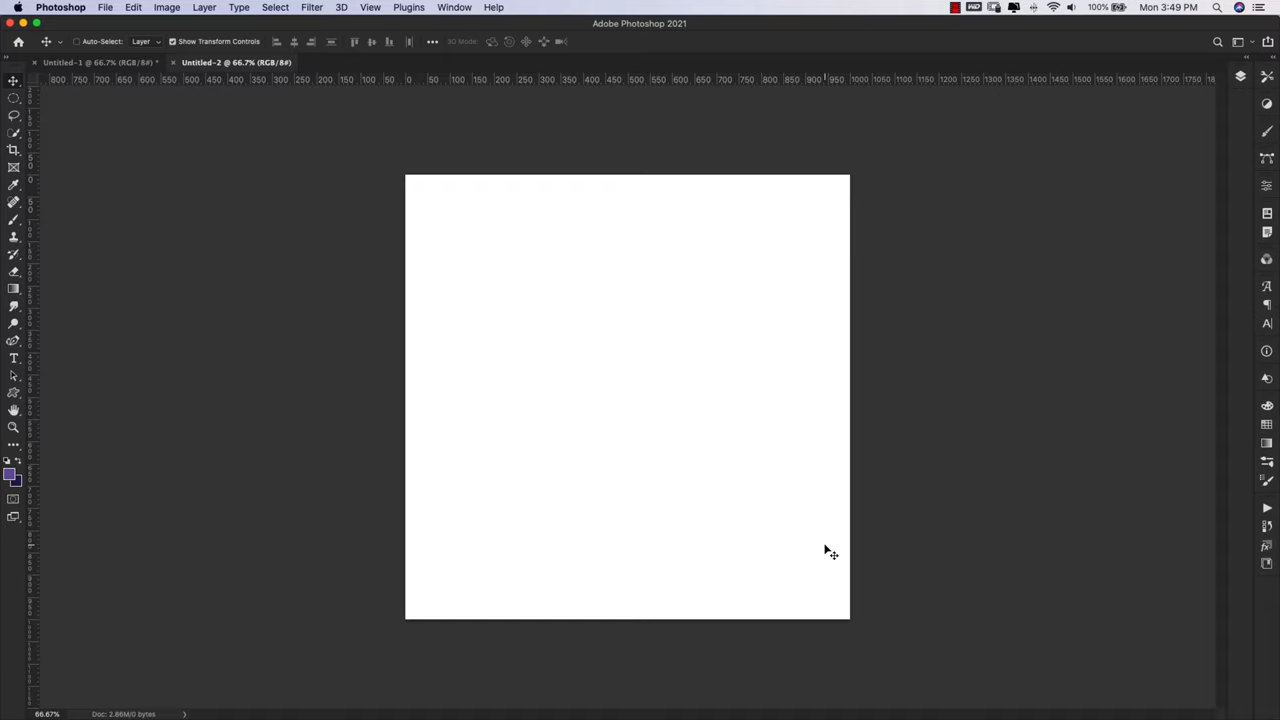 Photoshop File Edit Image Layer Type Select Filter 3D View Plugins Window Help 100% Mon 3:49 PM
Adobe Photoshop 2021
Auto-Select: Layer Show Transform Controls 3D Mode:
Untitled-1 @ 66.7% (RGB/8#) * Untitled-2 @ 66.7% (RGB/8#)
800 750 700 650 600 550 500 450 400 350 300 250 200 150 100 50 0 50 100 150 200 250 300 350 400 450 500 550 600 650 700 750 800 850 900 950 1000 1050 1100 1150 1200 1250 1300 1350 1400 1450 1500 1550 1600 1650 1700 1750
66.67% Doc: 2.86M/0 bytes